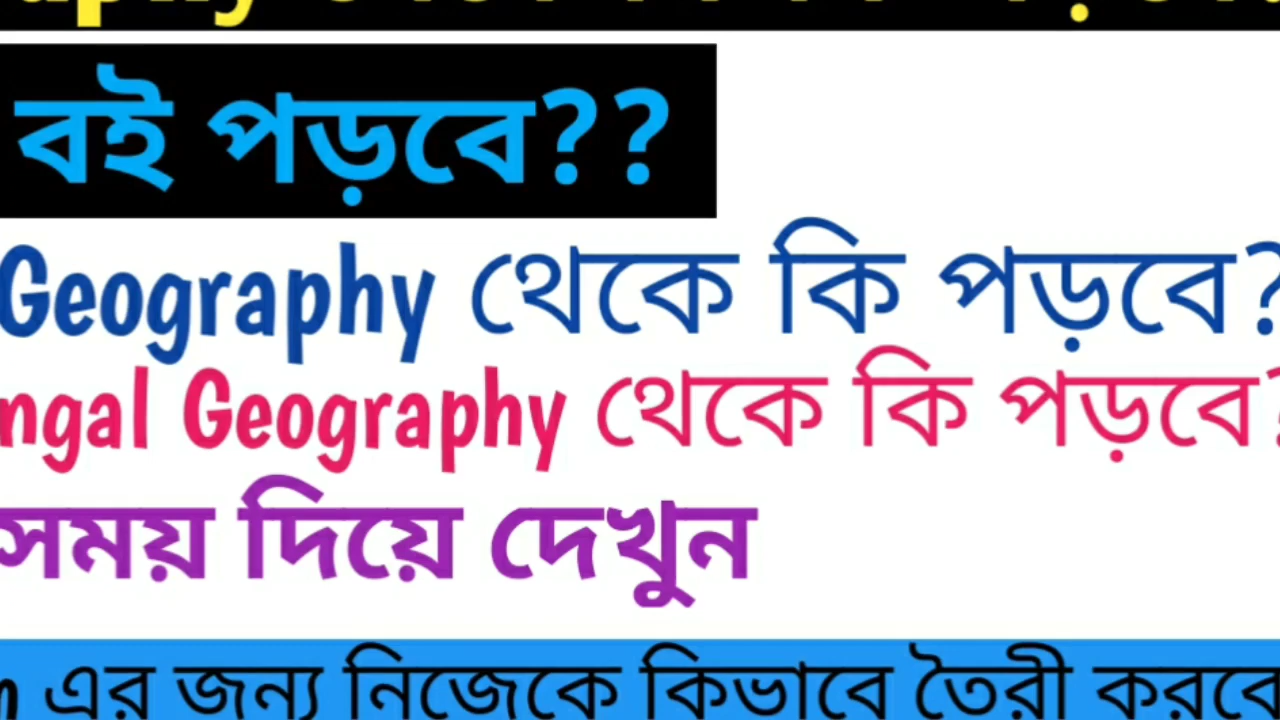 বই পড়বে??
Geography থেকে কি পড়বে?
ngal Geography থেকে কি পড়বে?
সময় দিয়ে দেখুন
এর জন্য নিজেকে কিভাবে তৈরী করবে